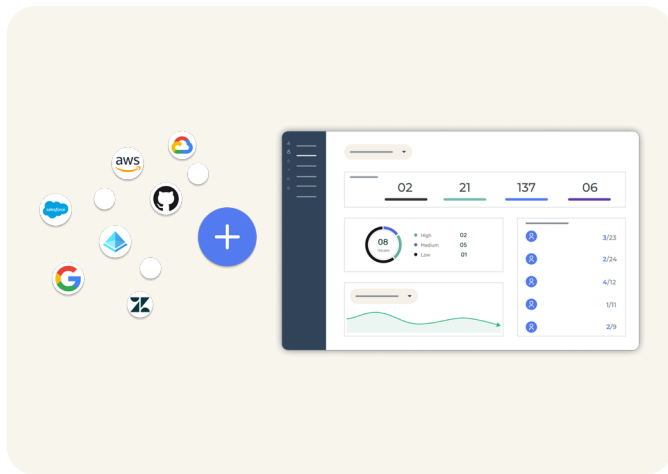 aws
salesforce
02 21 137 06
08
Issues
High 02
Medium 05
Low 01
3/23
2/24
4/12
1/11
2/9